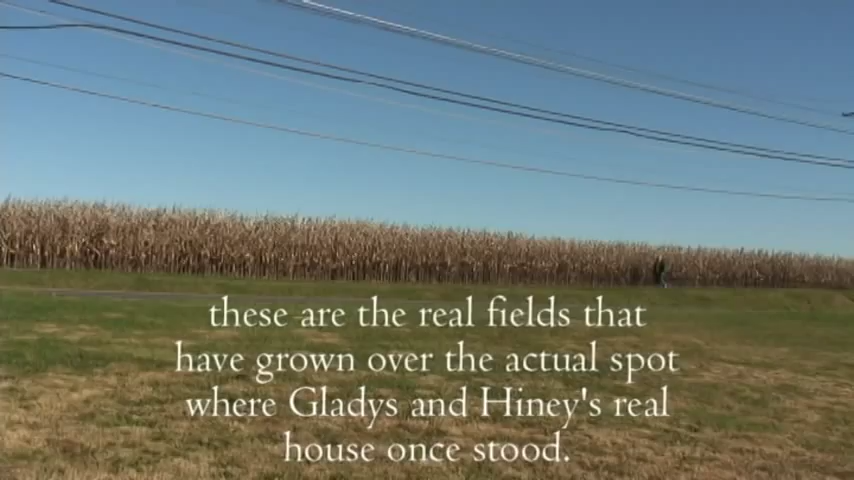 these are the real fields that
have grown over the actual spot
where Gladys and Hiney's real
house once stood.